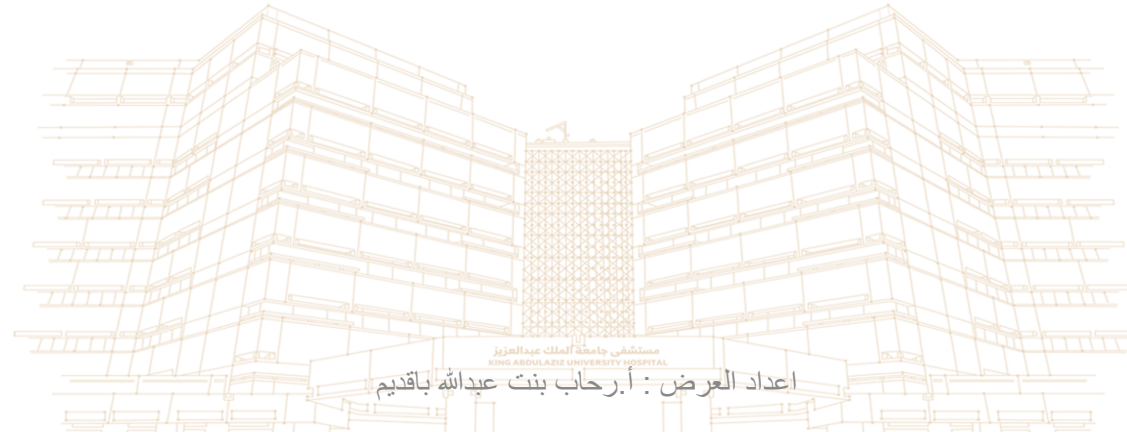 مستشفى جامعة الملك عبدالعزيز
KING ABDULAZIZ UNIVERSITY HOSPITAL
اعداد العرض : أ.رحاب بنت عبدالله باقديم